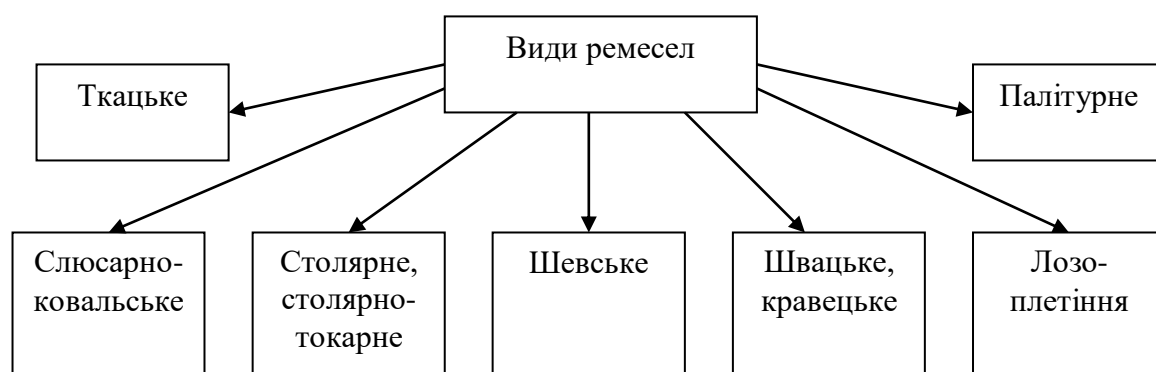 Види ремесел
Ткацьке
Палітурне
Слюсарно-
ковальське
Столярне,
столярно-
токарне
Шевське
Швацьке,
кравецьке
Лозо-
плетіння